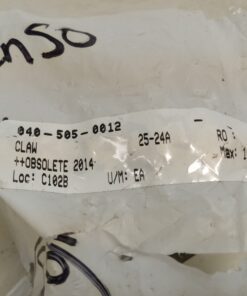 nso
040-505-0012 25-24A RO
CLAW - Max: 1
++OBSOLETE 2014
Loc: C102B U/M: EA